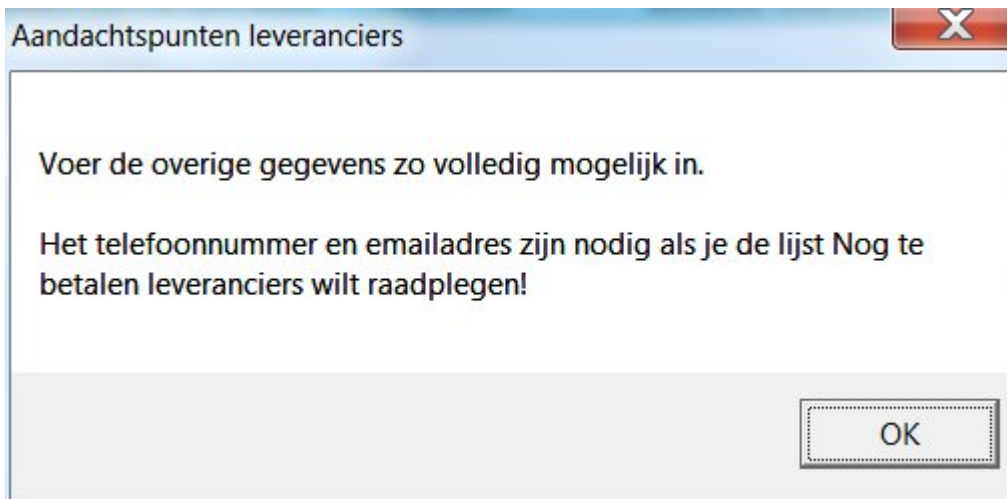 Aandachtspunten leveranciers
Voer de overige gegevens zo volledig mogelijk in.
Het telefoonnummer en emailadres zijn nodig als je de lijst Nog te
betalen leveranciers wilt raadplegen!
OK